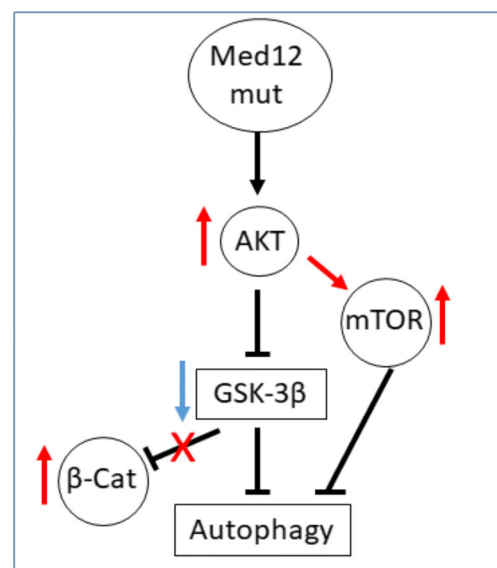 Med12
mut
AKT
mTOR
GSK-3β
X
β-Cat
Autophagy